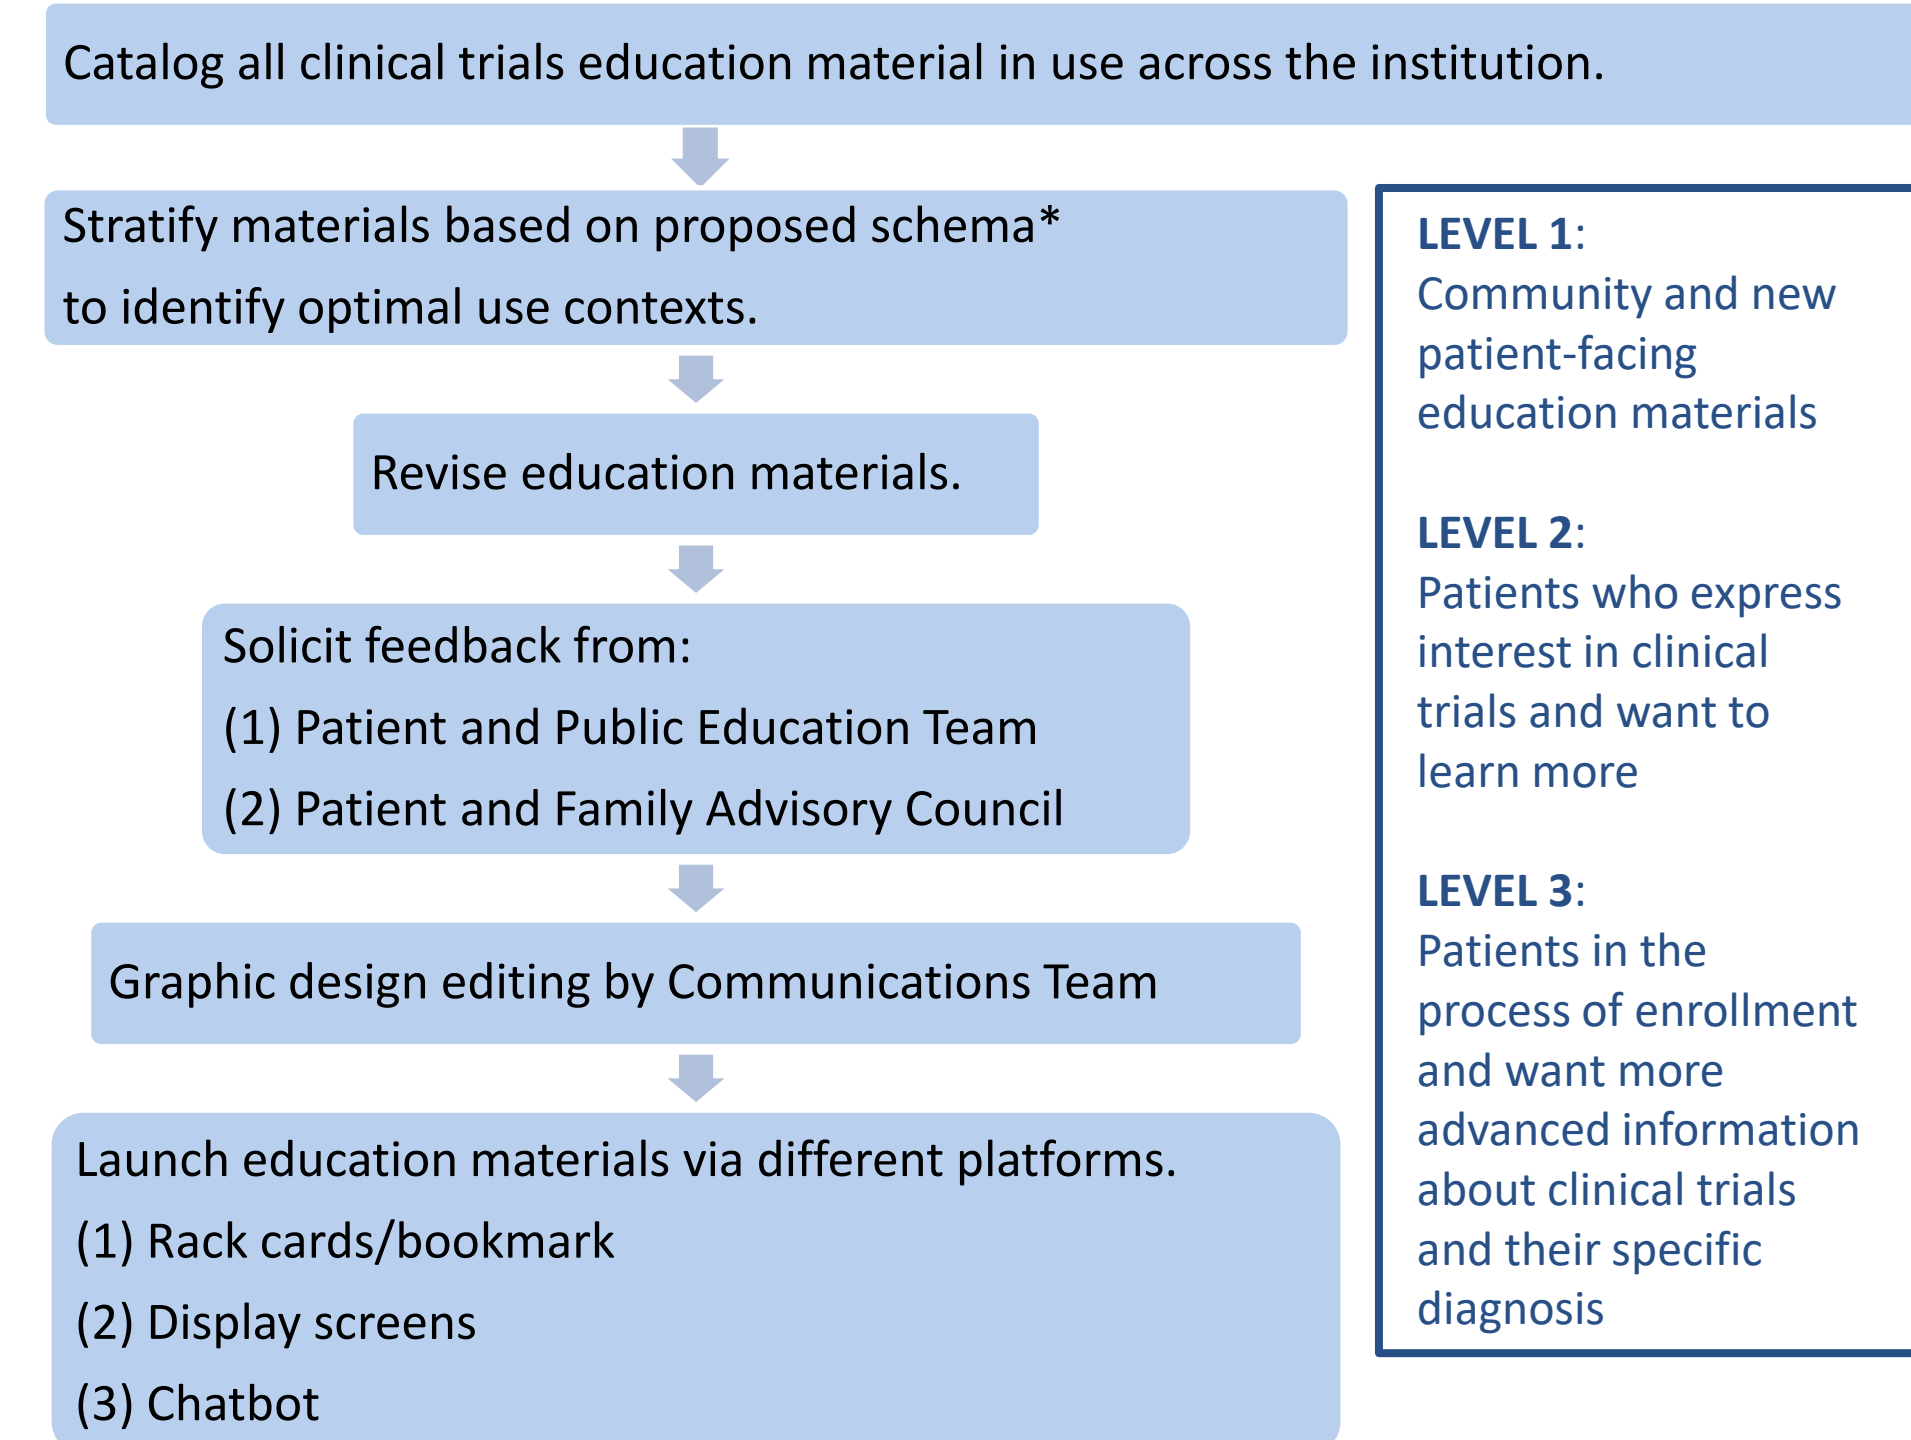 Catalog all clinical trials education material in use across the institution.
Stratify materials based on proposed schema*
to identify optimal use contexts.
Revise education materials.
Solicit feedback from:
(1) Patient and Public Education Team
(2) Patient and Family Advisory Council
Graphic design editing by Communications Team
Launch education materials via different platforms.
(1) Rack cards/bookmark
(2) Display screens
(3) Chatbot
LEVEL 1:
Community and new
patient-facing
education materials
LEVEL 2:
Patients who express
interest in clinical
trials and want to
learn more
LEVEL 3:
Patients in the
process of enrollment
and want more
advanced information
about clinical trials
and their specific
diagnosis